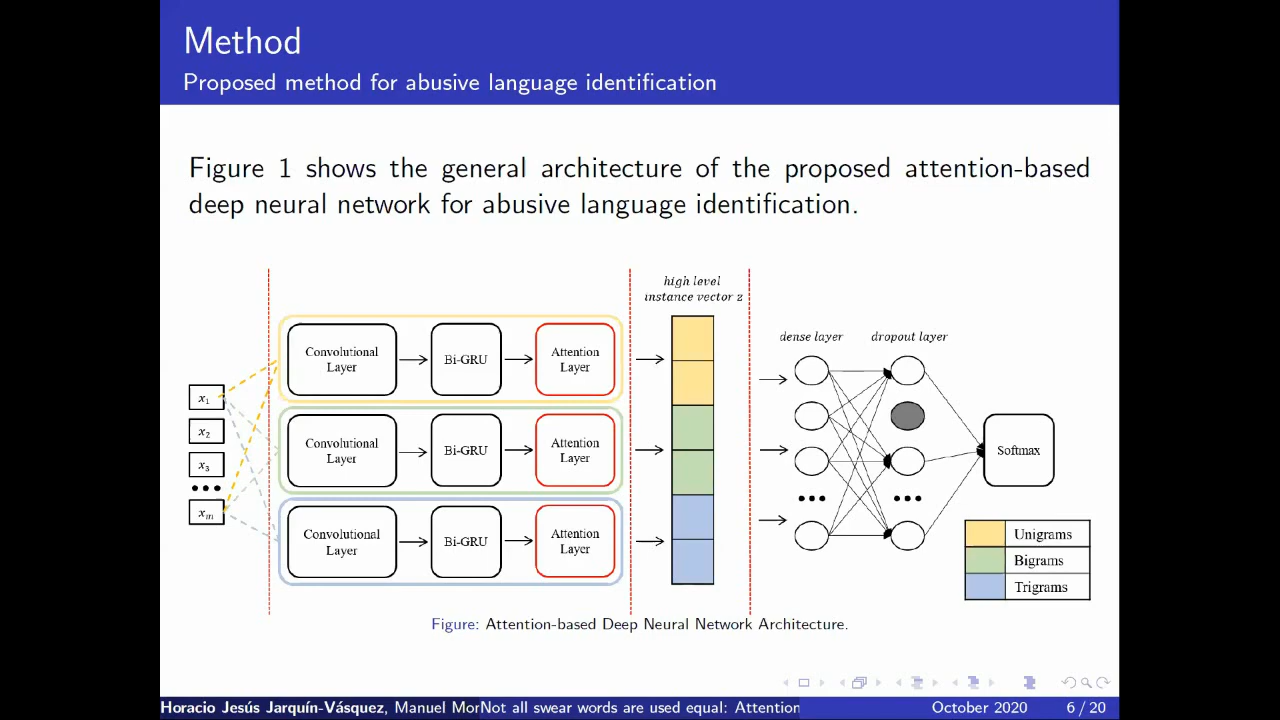 Method
Proposed method for abusive language identification
Figure 1 shows the general architecture of the proposed attention-based
deep neural network for abusive language identification.
high level
instance vector z
dense layer
dropout layer
Convolutional
Layer
Bi-GRU
Attention
Layer
x1
x2
x3
•••
xm
Convolutional
Layer
Bi-GRU
Attention
Layer
Convolutional
Layer
Bi-GRU
Attention
Layer
•••
•••
Softmax
Unigrams
Bigrams
Trigrams
Figure: Attention-based Deep Neural Network Architecture.
Horacio Jesús Jarquín-Vásquez, Manuel MorNot all swear words are used equal: Attention October 2020 6 / 20